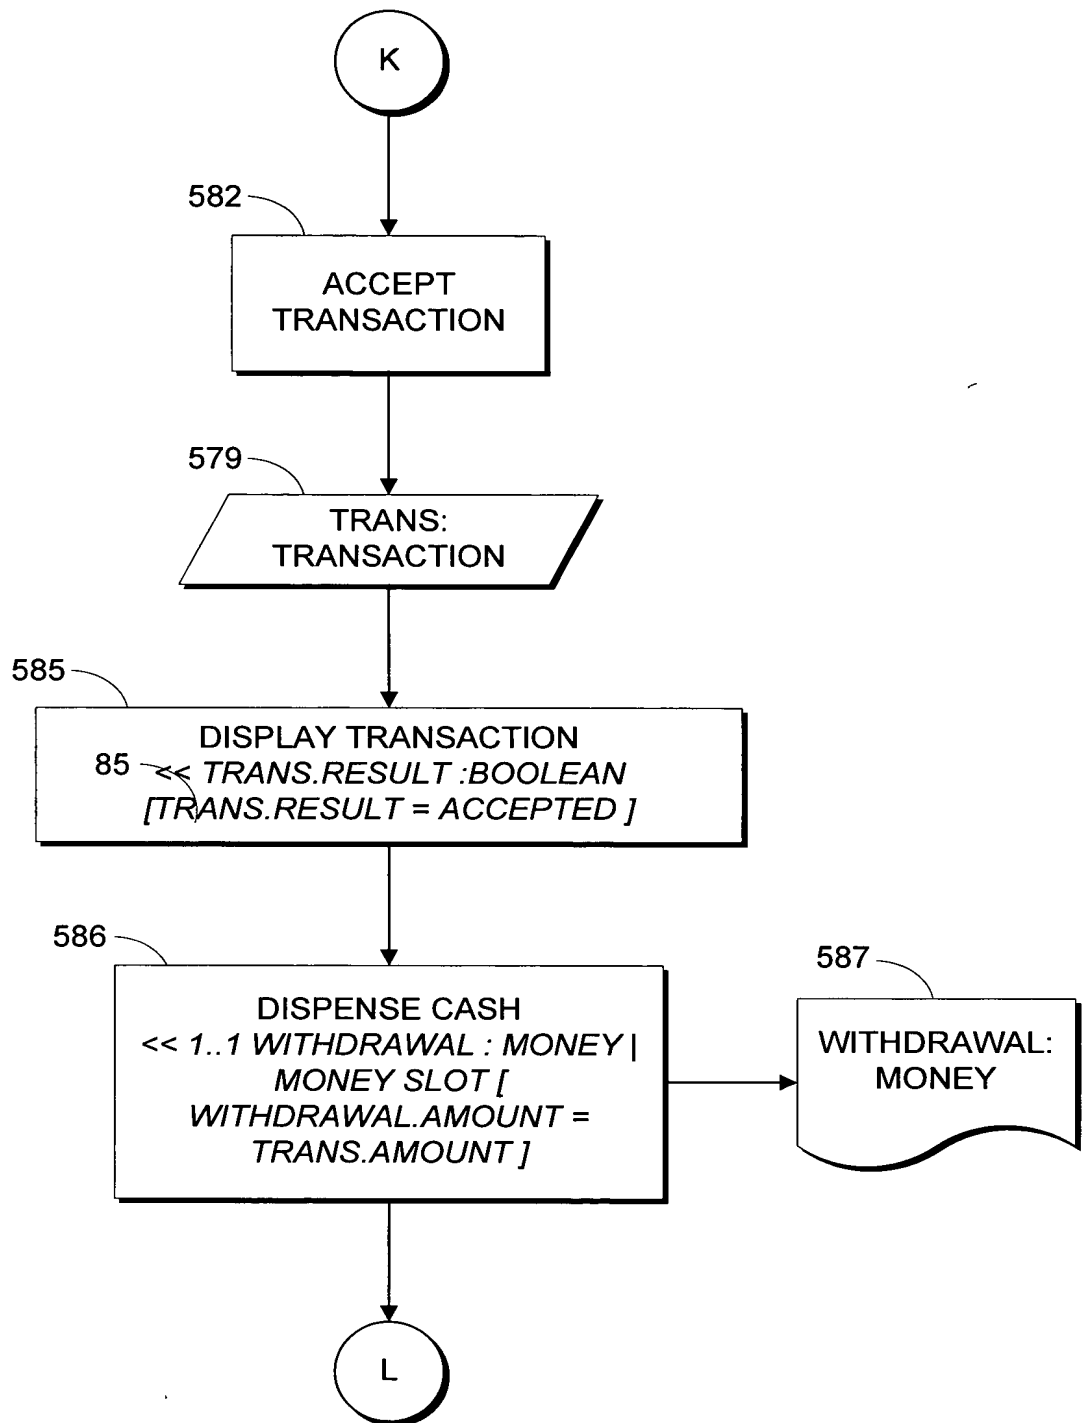 K
582
ACCEPT
TRANSACTION
579
TRANS:
TRANSACTION
585
DISPLAY TRANSACTION
85
<< TRANS.RESULT :BOOLEAN
[TRANS.RESULT = ACCEPTED ]
586
DISPENSE CASH
<< 1..1 WITHDRAWAL : MONEY |
MONEY SLOT [
WITHDRAWAL.AMOUNT =
TRANS.AMOUNT ]
587
WITHDRAWAL:
MONEY
L